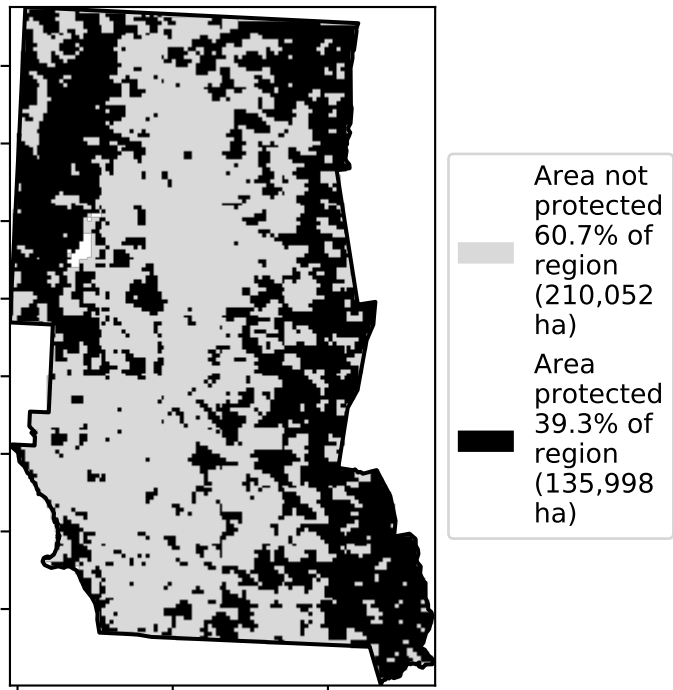 Area not
protected
60.7% of
region
(210,052
ha)
Area
protected
39.3% of
region
(135,998
ha)